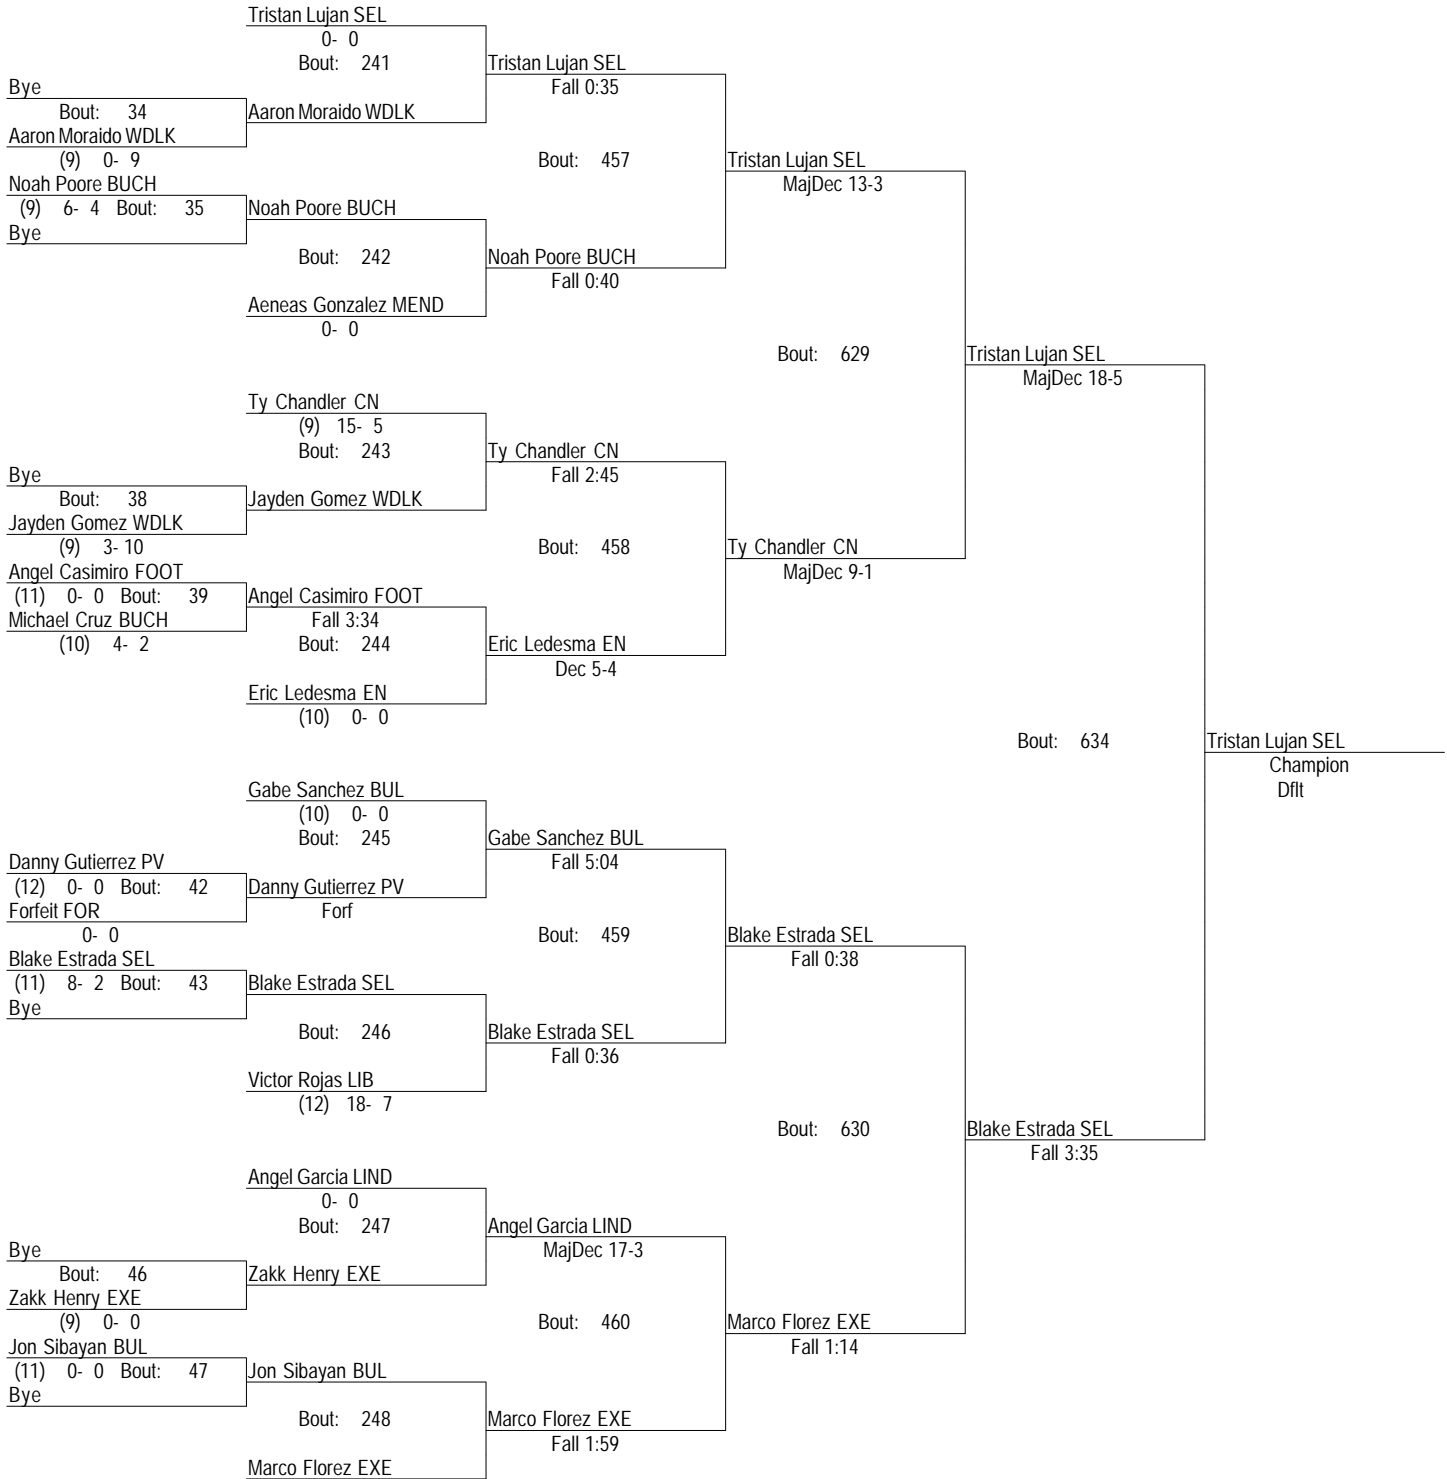 Tristan Lujan SEL
0- 0
Bout: 241
Tristan Lujan SEL
Fall 0:35
Bye
Bout: 34
Aaron Moraido WDLK
Aaron Moraido WDLK
(9) 0- 9
Bout: 457
Tristan Lujan SEL
MajDec 13-3
Noah Poore BUCH
(9) 6- 4 Bout: 35
Noah Poore BUCH
Bye
Bout: 242
Noah Poore BUCH
Fall 0:40
Aeneas Gonzalez MEND
0- 0
Bout: 629
Tristan Lujan SEL
MajDec 18-5
Ty Chandler CN
(9) 15- 5
Bout: 243
Ty Chandler CN
Fall 2:45
Bye
Bout: 38
Jayden Gomez WDLK
Jayden Gomez WDLK
(9) 3- 10
Bout: 458
Ty Chandler CN
MajDec 9-1
Angel Casimiro FOOT
(11) 0- 0 Bout: 39
Angel Casimiro FOOT
Fall 3:34
Michael Cruz BUCH
(10) 4- 2
Bout: 244
Eric Ledesma EN
Dec 5-4
Eric Ledesma EN
(10) 0- 0
Bout: 634
Tristan Lujan SEL
Champion
Dflt
Gabe Sanchez BUL
(10) 0- 0
Bout: 245
Gabe Sanchez BUL
Fall 5:04
Danny Gutierrez PV
(12) 0- 0 Bout: 42
Danny Gutierrez PV
Forf
Forfeit FOR
0- 0
Bout: 459
Blake Estrada SEL
Fall 0:38
Blake Estrada SEL
(11) 8- 2 Bout: 43
Blake Estrada SEL
Bye
Bout: 246
Blake Estrada SEL
Fall 0:36
Victor Rojas LIB
(12) 18- 7
Bout: 630
Blake Estrada SEL
Fall 3:35
Angel Garcia LIND
0- 0
Bout: 247
Angel Garcia LIND
MajDec 17-3
Bye
Bout: 46
Zakk Henry EXE
Zakk Henry EXE
(9) 0- 0
Bout: 460
Marco Florez EXE
Fall 1:14
Jon Sibayan BUL
(11) 0- 0 Bout: 47
Jon Sibayan BUL
Bye
Bout: 248
Marco Florez EXE
Fall 1:59
Marco Florez EXE